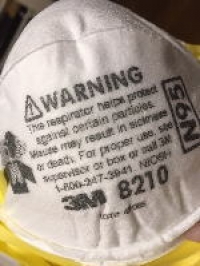 WARNING
This respirator helps protect
against certain particles.
Misuse may result in sickness
or death. For proper use, see
supervisor or box or call 3M
1-800-247-3941. NIOSH
N95
3M 8210